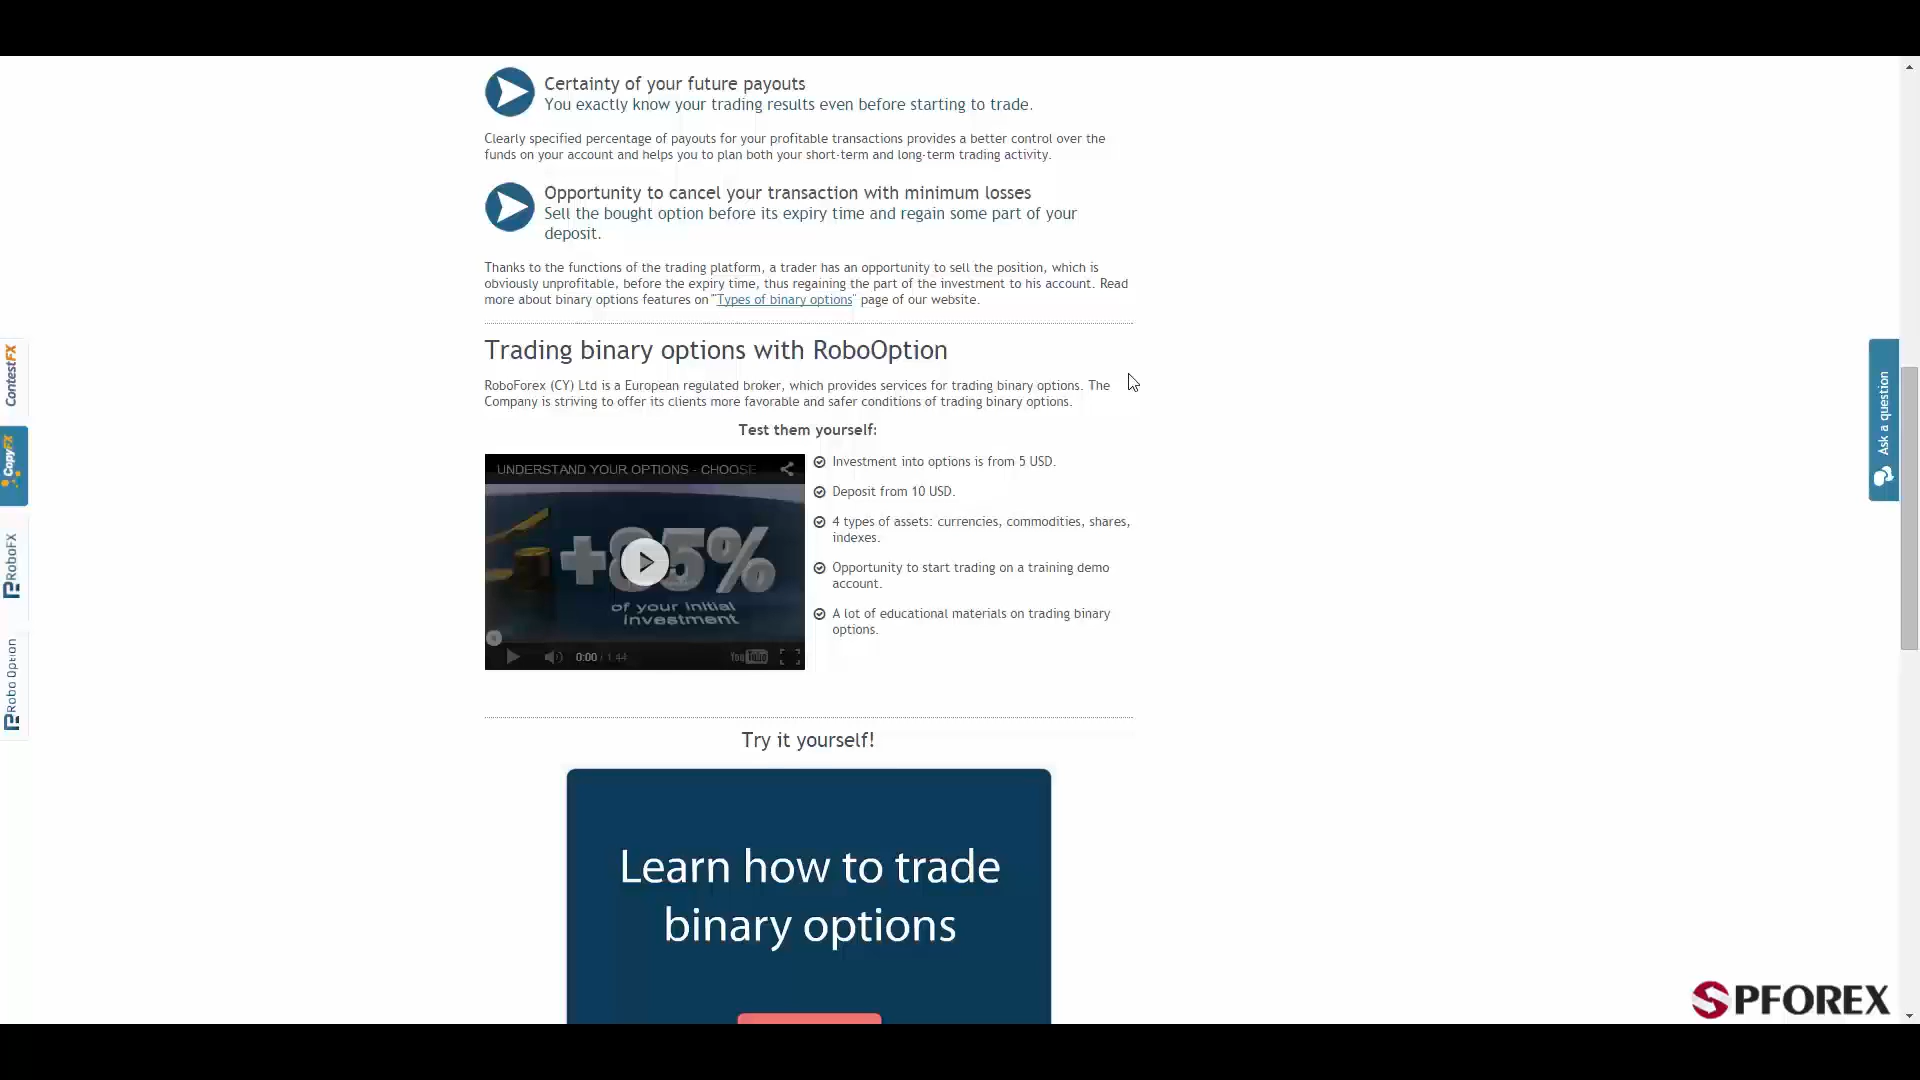 Certainty of your future payouts
You exactly know your trading results even before starting to trade.
Clearly specified percentage of payouts for your profitable transactions provides a better control over the
funds on your account and helps you to plan both your short-term and long-term trading activity.
Opportunity to cancel your transaction with minimum losses
Sell the bought option before its expiry time and regain some part of your
deposit.
Thanks to the functions of the trading platform, a trader has an opportunity to sell the position, which is
obviously unprofitable, before the expiry time, thus regaining the part of the investment to his account. Read
more about binary options features on "Types of binary options" page of our website.
Trading binary options with RoboOption
RoboForex (CY) Ltd is a European regulated broker, which provides services for trading binary options. The
Company is striving to offer its clients more favorable and safer conditions of trading binary options.
Test them yourself:
UNDERSTAND YOUR OPTIONS - CHOOSE
+85%
of your initial
investment
0:00 / 1:44
YouTube
Investment into options is from 5 USD.
Deposit from 10 USD.
4 types of assets: currencies, commodities, shares,
indexes.
Opportunity to start trading on a training demo
account.
A lot of educational materials on trading binary
options.
Try it yourself!
Learn how to trade
binary options
ContestFX
CopyFX
RoboFX
Robo Option
Ask a question
SPFOREX